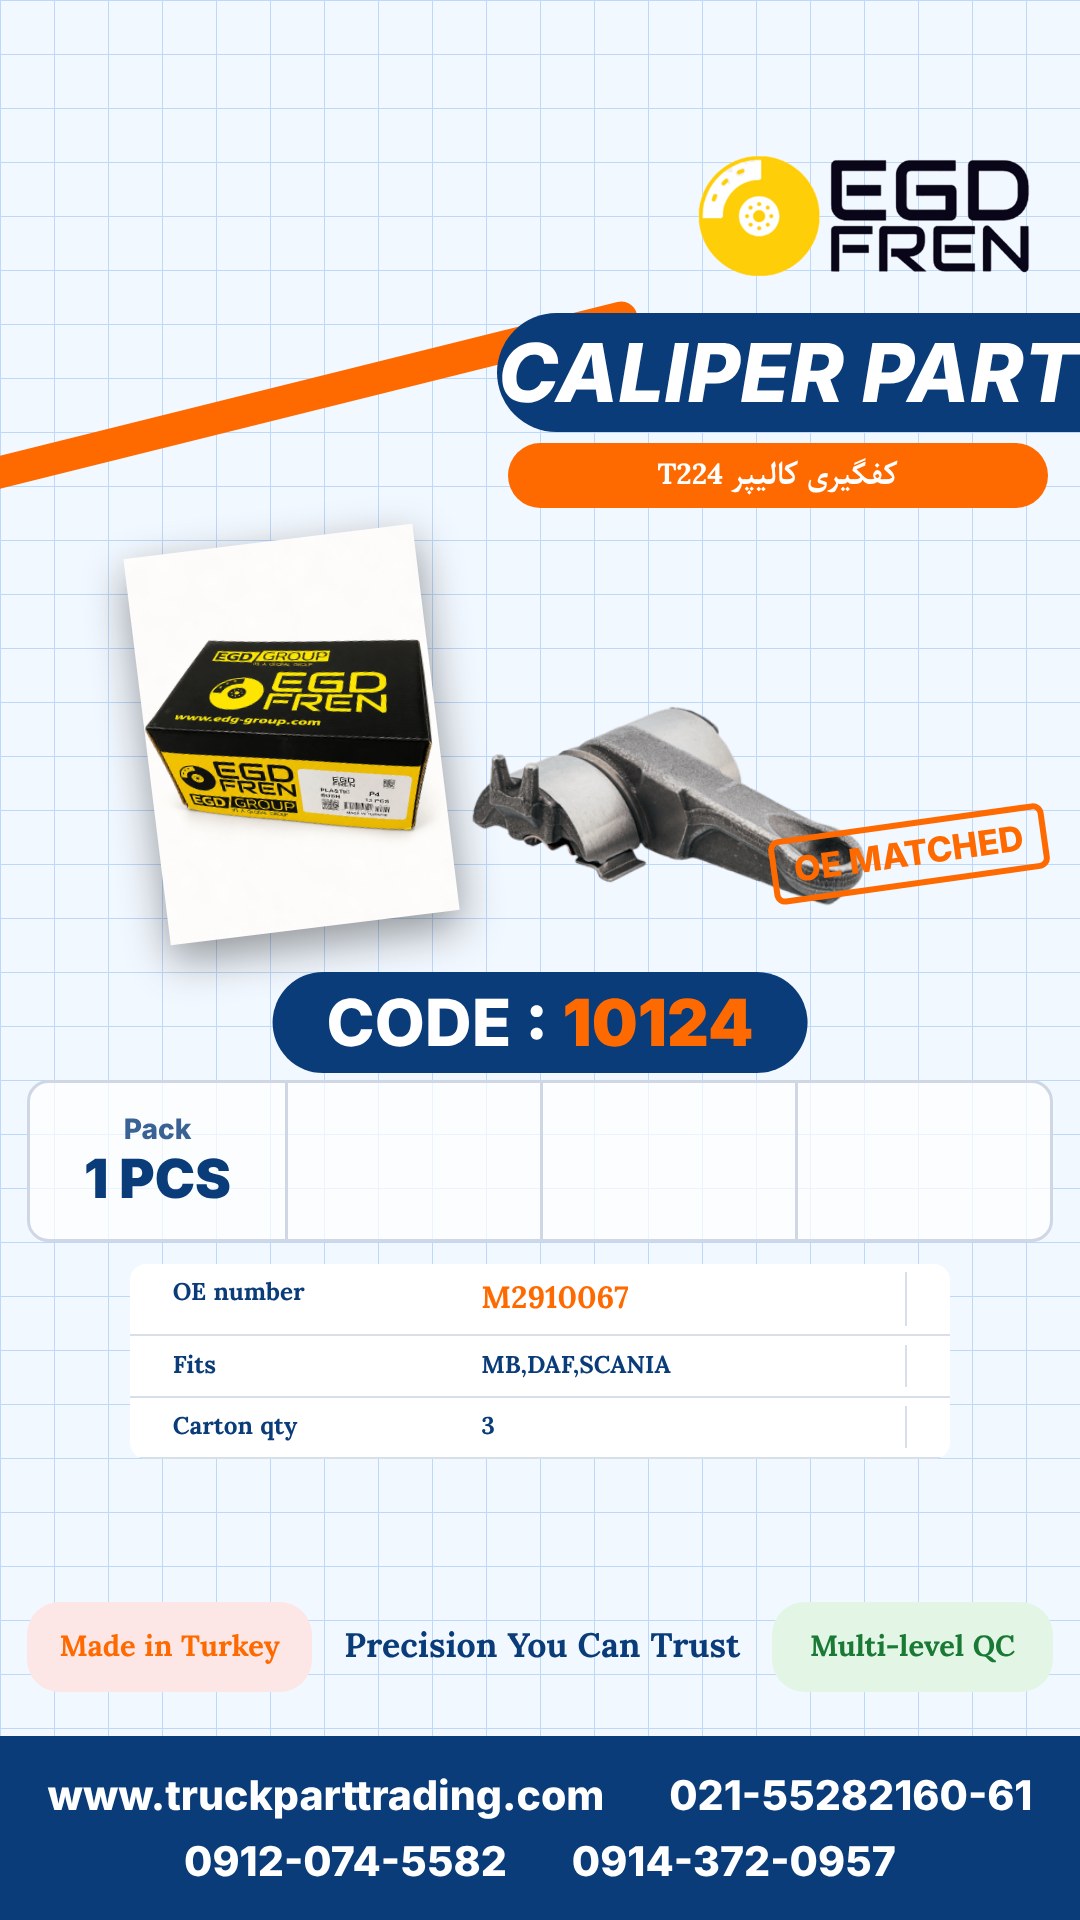 EGD
FREN
CALIPER PART
کفگیری کالیپر T224
EGD GROUP
EGD
FREN
www.edg-group.com
EGD
FREN
EGD GROUP
EGD
FREN
P4
OE MATCHED
CODE : 10124
Pack
1 PCS
OE number M2910067
Fits MB,DAF,SCANIA
Carton qty 3
Made in Turkey Precision You Can Trust Multi-level QC
www.truckparttrading.com 021-55282160-61
0912-074-5582 0914-372-0957